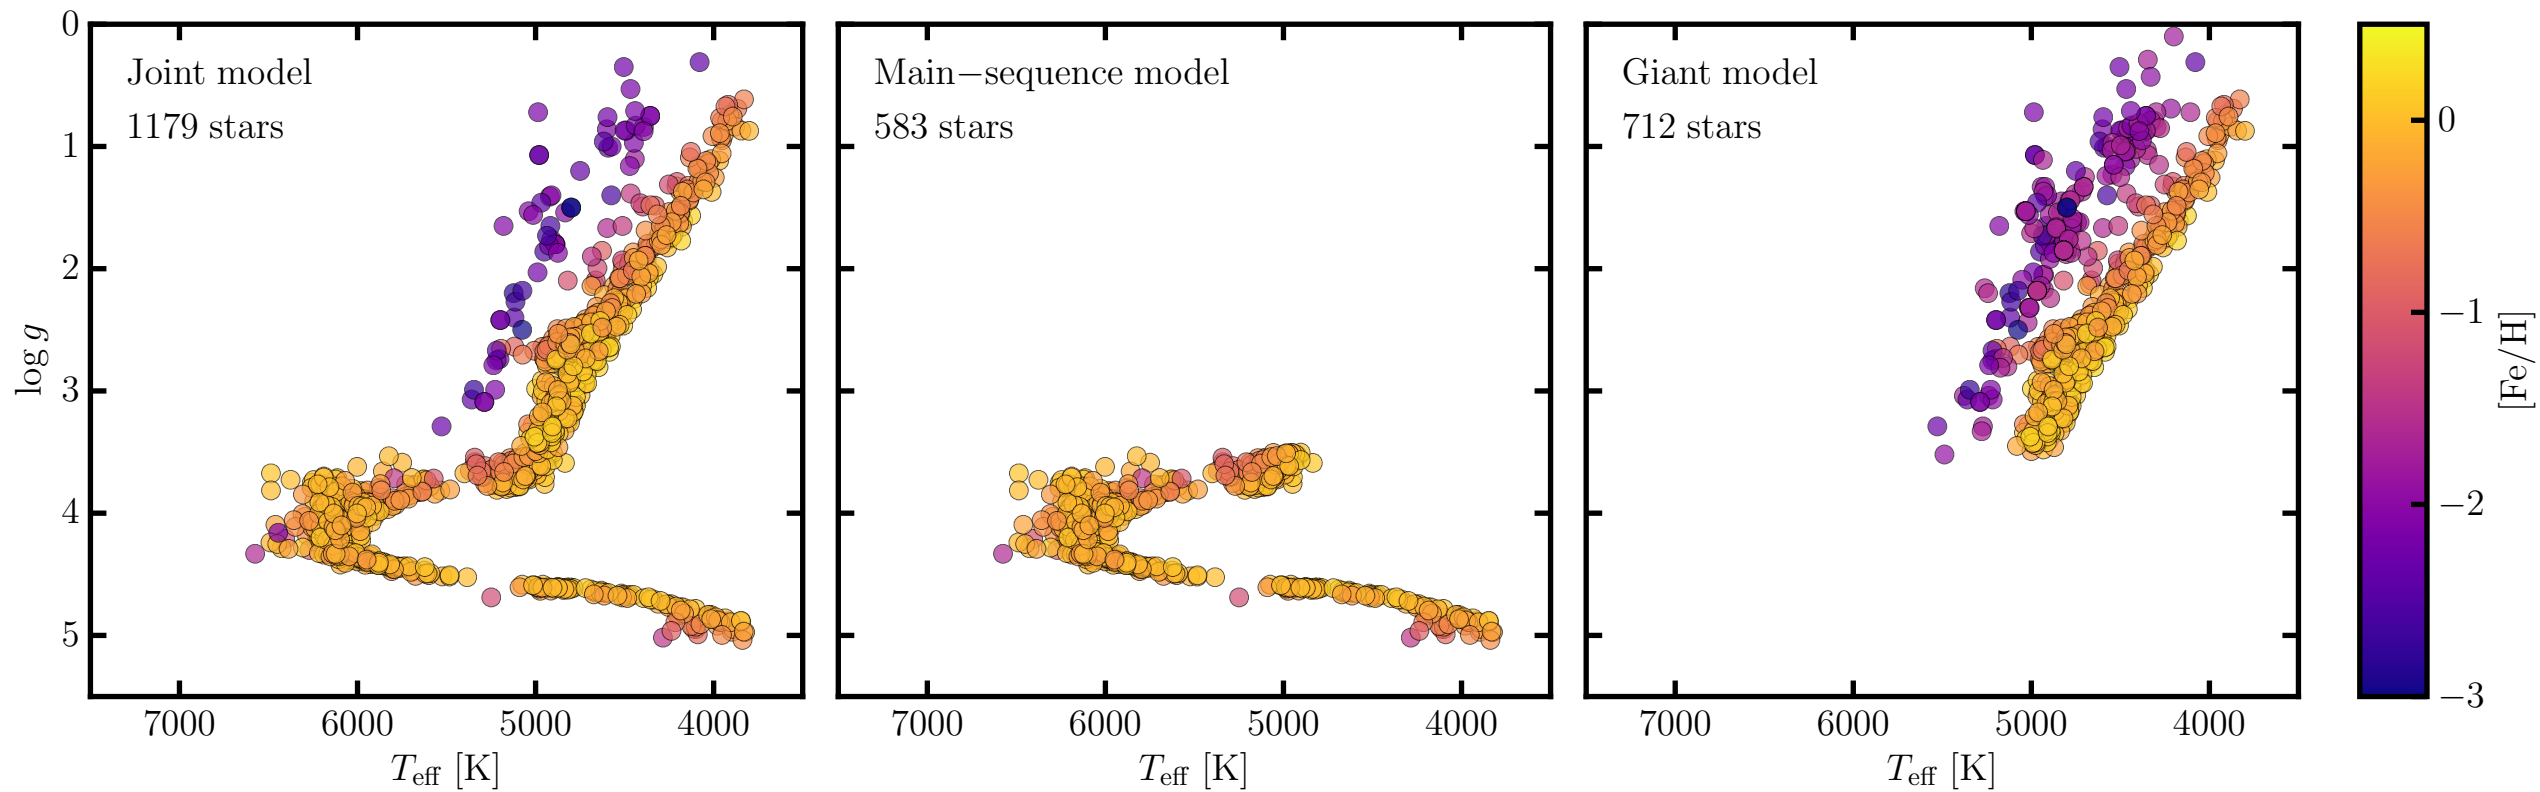 Joint model
1179 stars
0
1
2
3
4
5
log g
7000 6000 5000 4000
T_eff [K]
Main−sequence model
583 stars
7000 6000 5000 4000
T_eff [K]
Giant model
712 stars
7000 6000 5000 4000
T_eff [K]
0
−1
−2
−3
[Fe/H]